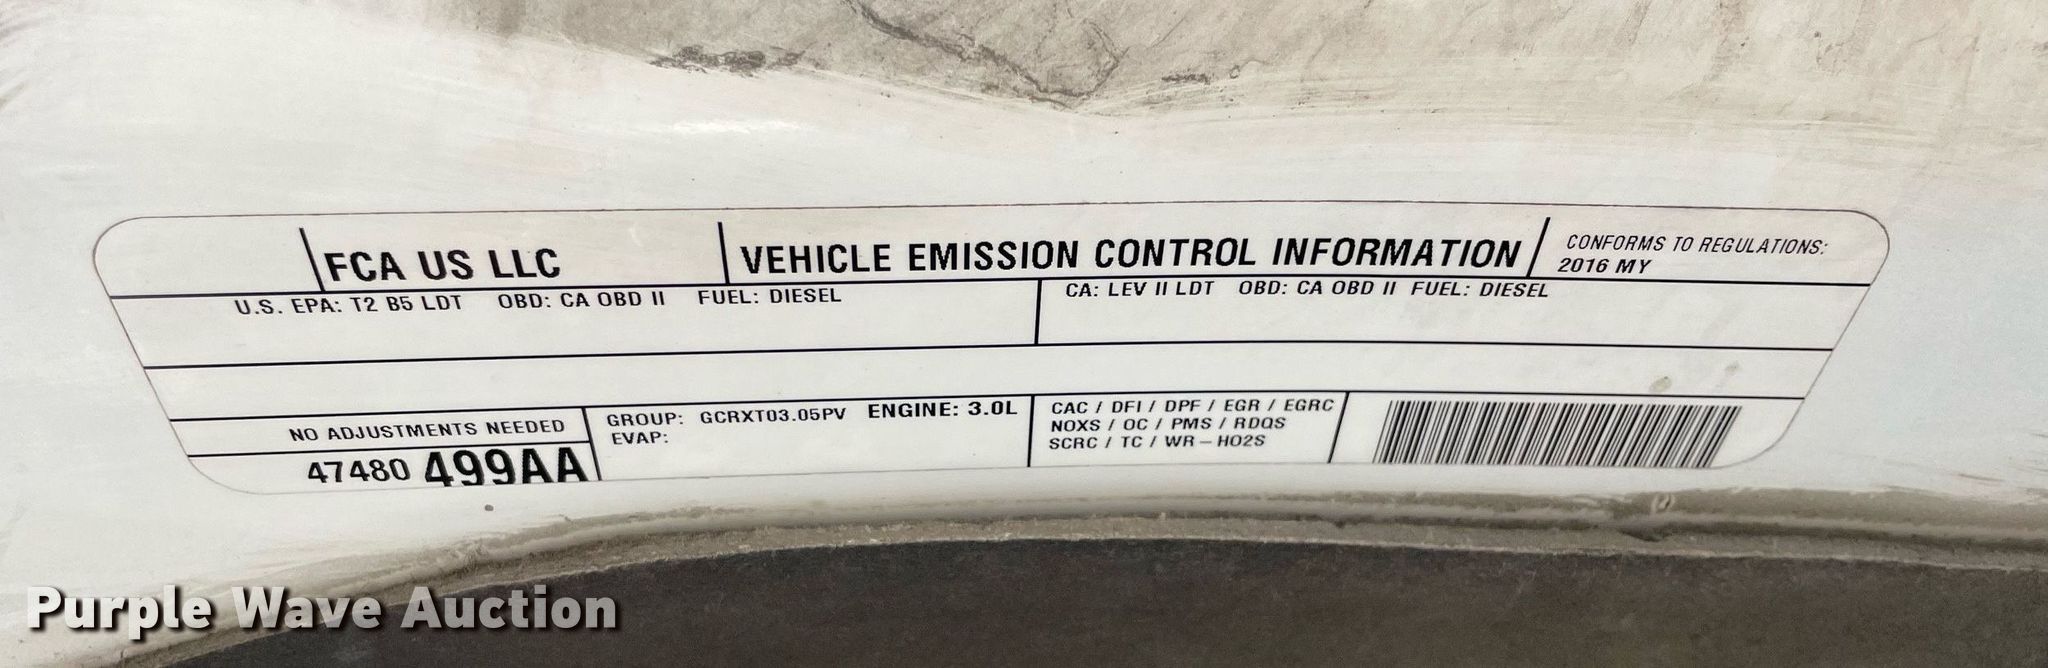 FCA US LLC
VEHICLE EMISSION CONTROL INFORMATION
CONFORMS TO REGULATIONS:
2016 MY
U.S. EPA: T2 B5 LDT OBD: CA OBD II FUEL: DIESEL
CA: LEV II LDT OBD: CA OBD II FUEL: DIESEL
NO ADJUSTMENTS NEEDED
47480 499AA
GROUP: GCRXT03.05PV ENGINE: 3.0L
EVAP:
CAC / DFI / DPF / EGR / EGRC
NOXS / OC / PMS / RDQS
SCRC / TC / WR-HO2S
Purple Wave Auction